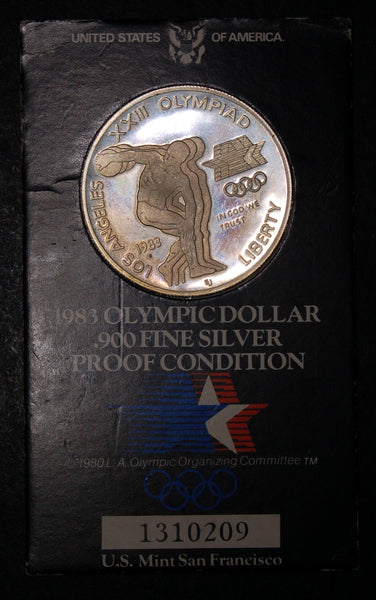 UNITED STATES OF AMERICA.
LOS ANGELES XXIII OLYMPIAD
1983
S
IN GOD WE
TRUST
LIBERTY
EJ
1983 OLYMPIC DOLLAR
.900 FINE SILVER
PROOF CONDITION
© 1980 L.A. Olympic Organizing Committee TM
1310209
U.S. Mint San Francisco